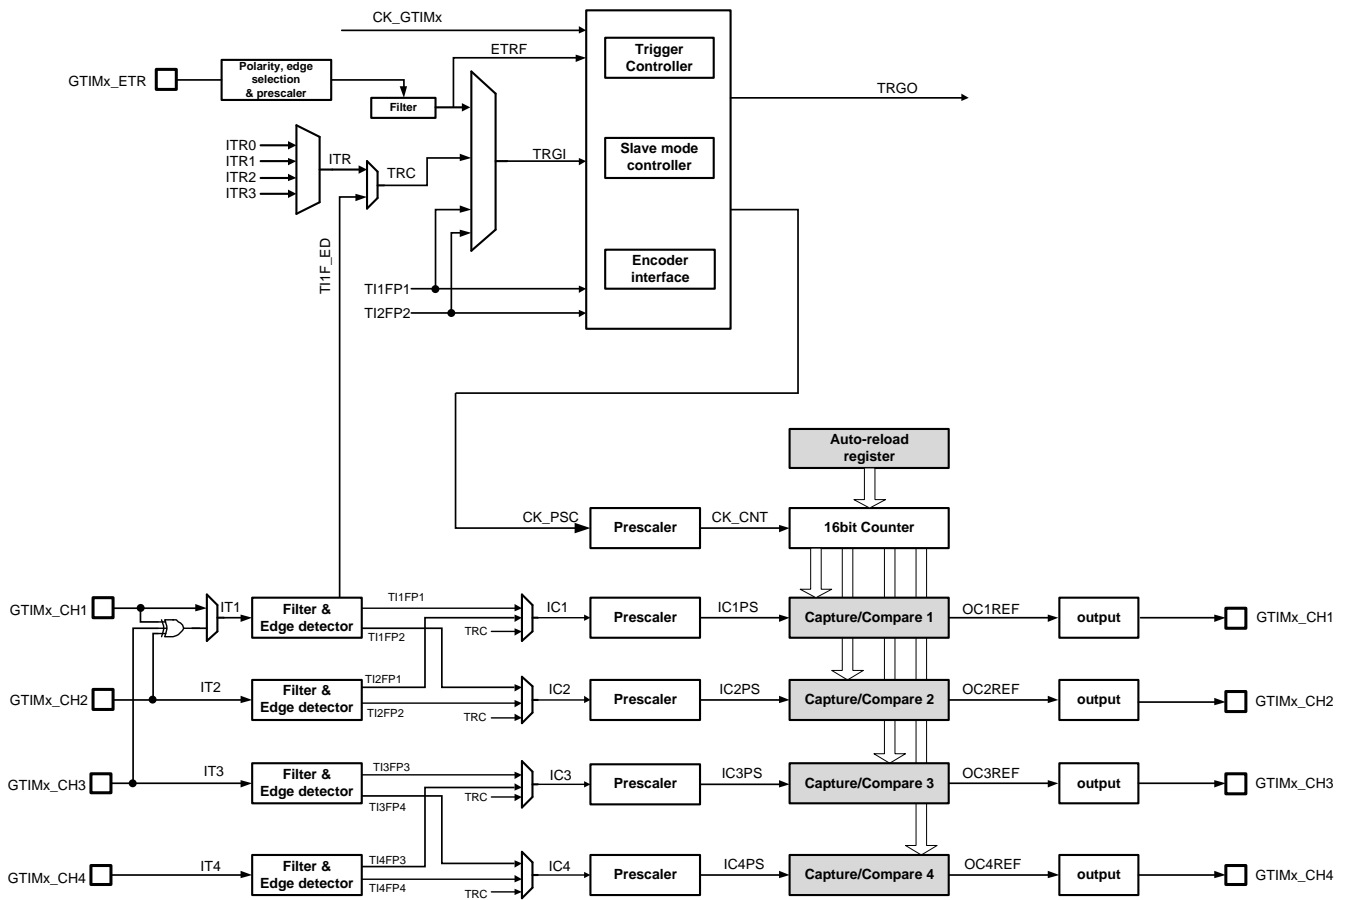 CK_GTIMx
ETRF
GTIMx_ETR
Polarity, edge
selection
& prescaler
Filter
Trigger
Controller
TRGO
ITR0
ITR1
ITR2
ITR3
ITR
TRC
TRGI
Slave mode
controller
TI1F_ED
Encoder
interface
TI1FP1
TI2FP2
Auto-reload
register
CK_PSC
Prescaler
CK_CNT
16bit Counter
GTIMx_CH1
IT1
Filter &
Edge detector
TI1FP1
TI1FP2
TRC
IC1
Prescaler
IC1PS
Capture/Compare 1
OC1REF
output
GTIMx_CH1
GTIMx_CH2
IT2
Filter &
Edge detector
TI2FP1
TI2FP2
TRC
IC2
Prescaler
IC2PS
Capture/Compare 2
OC2REF
output
GTIMx_CH2
GTIMx_CH3
IT3
Filter &
Edge detector
TI3FP3
TI3FP4
TRC
IC3
Prescaler
IC3PS
Capture/Compare 3
OC3REF
output
GTIMx_CH3
GTIMx_CH4
IT4
Filter &
Edge detector
TI4FP3
TI4FP4
TRC
IC4
Prescaler
IC4PS
Capture/Compare 4
OC4REF
output
GTIMx_CH4